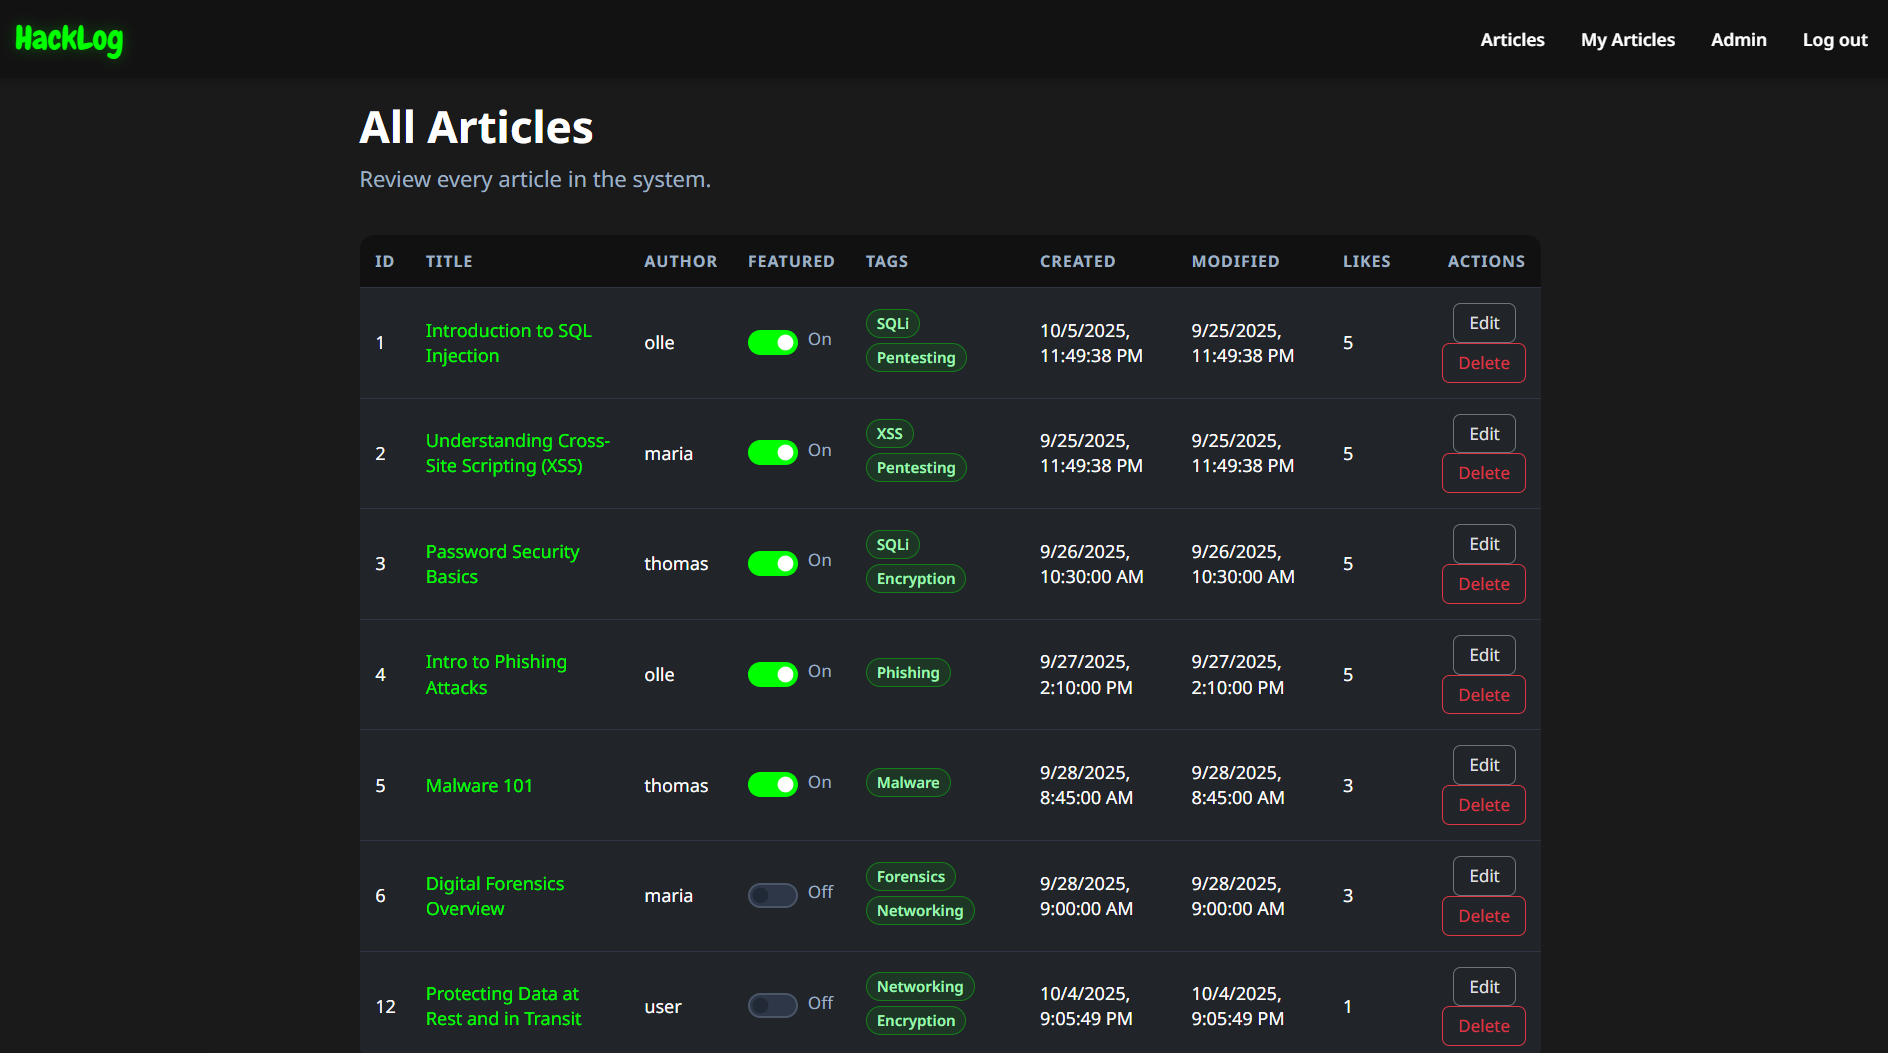 HackLog
Articles My Articles Admin Log out
All Articles
Review every article in the system.
ID TITLE AUTHOR FEATURED TAGS CREATED MODIFIED LIKES ACTIONS
1 Introduction to SQL Injection olle On SQLi Pentesting 10/5/2025, 11:49:38 PM 9/25/2025, 11:49:38 PM 5 Edit Delete
2 Understanding Cross-Site Scripting (XSS) maria On XSS Pentesting 9/25/2025, 11:49:38 PM 9/25/2025, 11:49:38 PM 5 Edit Delete
3 Password Security Basics thomas On SQLi Encryption 9/26/2025, 10:30:00 AM 9/26/2025, 10:30:00 AM 5 Edit Delete
4 Intro to Phishing Attacks olle On Phishing 9/27/2025, 2:10:00 PM 9/27/2025, 2:10:00 PM 5 Edit Delete
5 Malware 101 thomas On Malware 9/28/2025, 8:45:00 AM 9/28/2025, 8:45:00 AM 3 Edit Delete
6 Digital Forensics Overview maria Off Forensics Networking 9/28/2025, 9:00:00 AM 9/28/2025, 9:00:00 AM 3 Edit Delete
12 Protecting Data at Rest and in Transit user Off Networking Encryption 10/4/2025, 9:05:49 PM 10/4/2025, 9:05:49 PM 1 Edit Delete